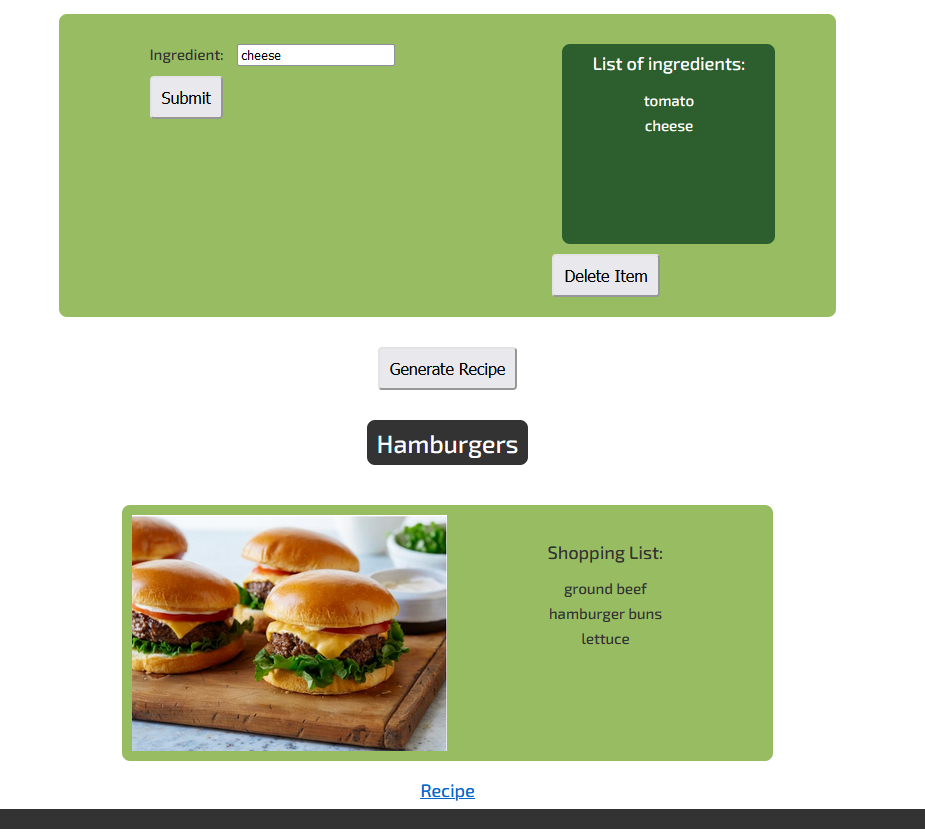 Ingredient: cheese
Submit
List of ingredients:
tomato
cheese
Delete Item
Generate Recipe
Hamburgers
Shopping List:
ground beef
hamburger buns
lettuce
Recipe